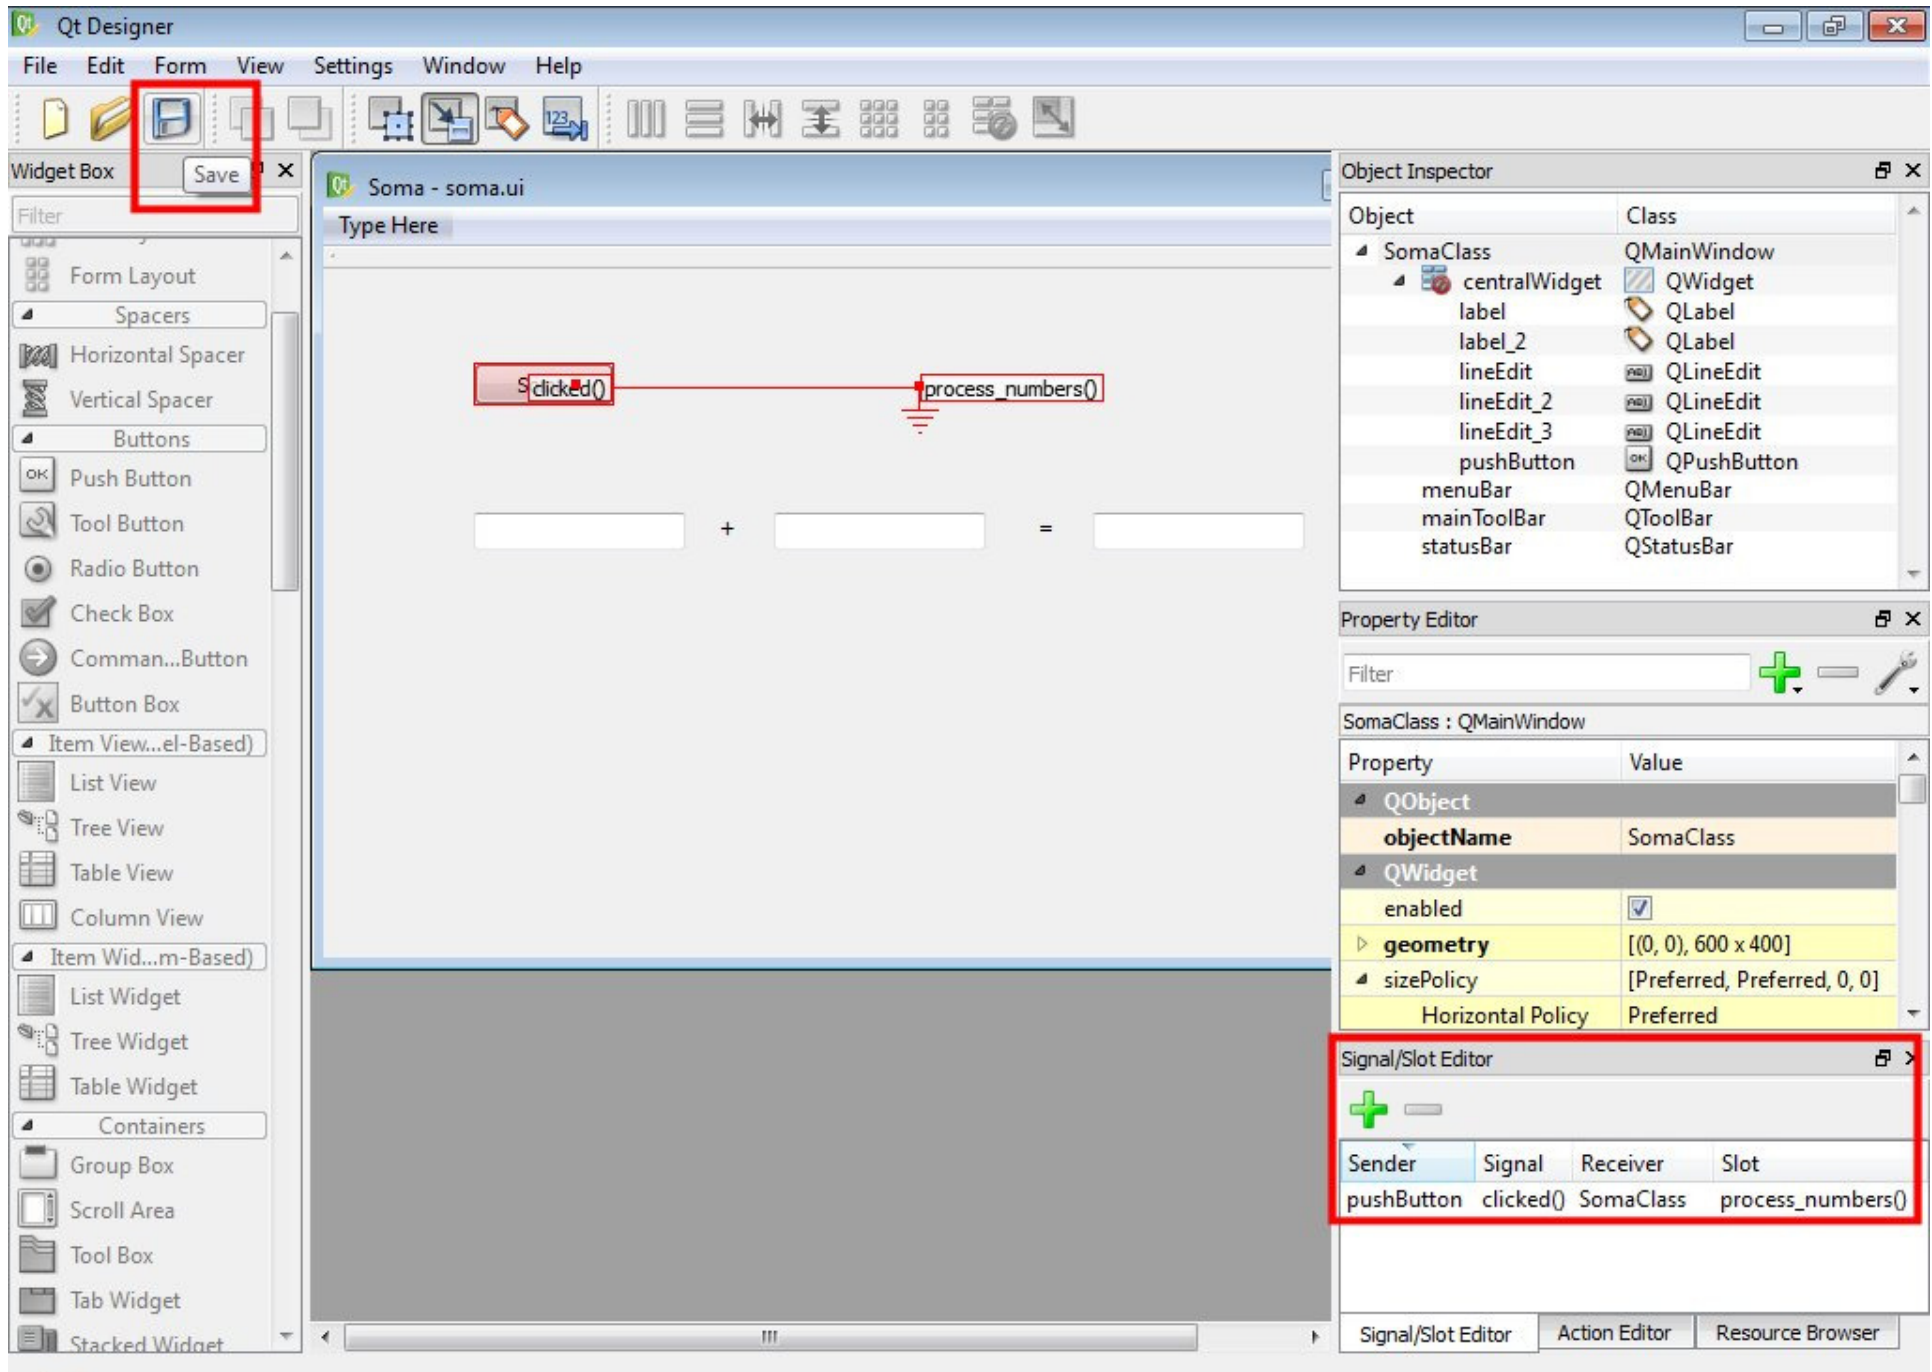 Qt Designer
File Edit Form View Settings Window Help
Widget Box
Save
Filter
Form Layout
Spacers
Horizontal Spacer
Vertical Spacer
Buttons
Push Button
Tool Button
Radio Button
Check Box
Comman...Button
Button Box
Item View...el-Based)
List View
Tree View
Table View
Column View
Item Wid...m-Based)
List Widget
Tree Widget
Table Widget
Containers
Group Box
Scroll Area
Tool Box
Tab Widget
Stacked Widget
Soma - soma.ui
Type Here
clicked() process_numbers()
+ =
Object Inspector
Object Class
SomaClass QMainWindow
centralWidget QWidget
label QLabel
label_2 QLabel
lineEdit QLineEdit
lineEdit_2 QLineEdit
lineEdit_3 QLineEdit
pushButton QPushButton
menuBar QMenuBar
mainToolBar QToolBar
statusBar QStatusBar
Property Editor
Filter
SomaClass : QMainWindow
Property Value
QObject
objectName SomaClass
QWidget
enabled
geometry [(0, 0), 600 x 400]
sizePolicy [Preferred, Preferred, 0, 0]
Horizontal Policy Preferred
Signal/Slot Editor
Sender Signal Receiver Slot
pushButton clicked() SomaClass process_numbers()
Signal/Slot Editor Action Editor Resource Browser